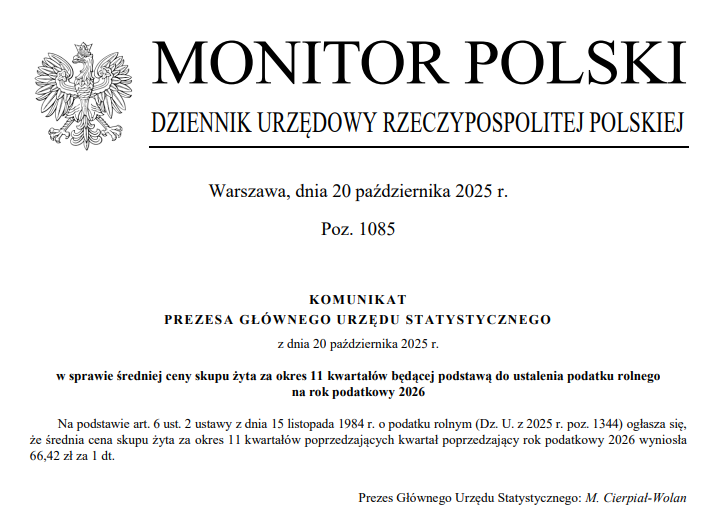 MONITOR POLSKI
DZIENNIK URZĘDOWY RZECZYPOSPOLITEJ POLSKIEJ
Warszawa, dnia 20 października 2025 r.
Poz. 1085
KOMUNIKAT
PREZESA GŁÓWNEGO URZĘDU STATYSTYCZNEGO
z dnia 20 października 2025 r.
w sprawie średniej ceny skupu żyta za okres 11 kwartałów będącej podstawą do ustalenia podatku rolnego
na rok podatkowy 2026
Na podstawie art. 6 ust. 2 ustawy z dnia 15 listopada 1984 r. o podatku rolnym (Dz. U. z 2025 r. poz. 1344) ogłasza się,
że średnia cena skupu żyta za okres 11 kwartałów poprzedzających kwartał poprzedzający rok podatkowy 2026 wyniosła
66,42 zł za 1 dt.
Prezes Głównego Urzędu Statystycznego: M. Cierpiał-Wolan